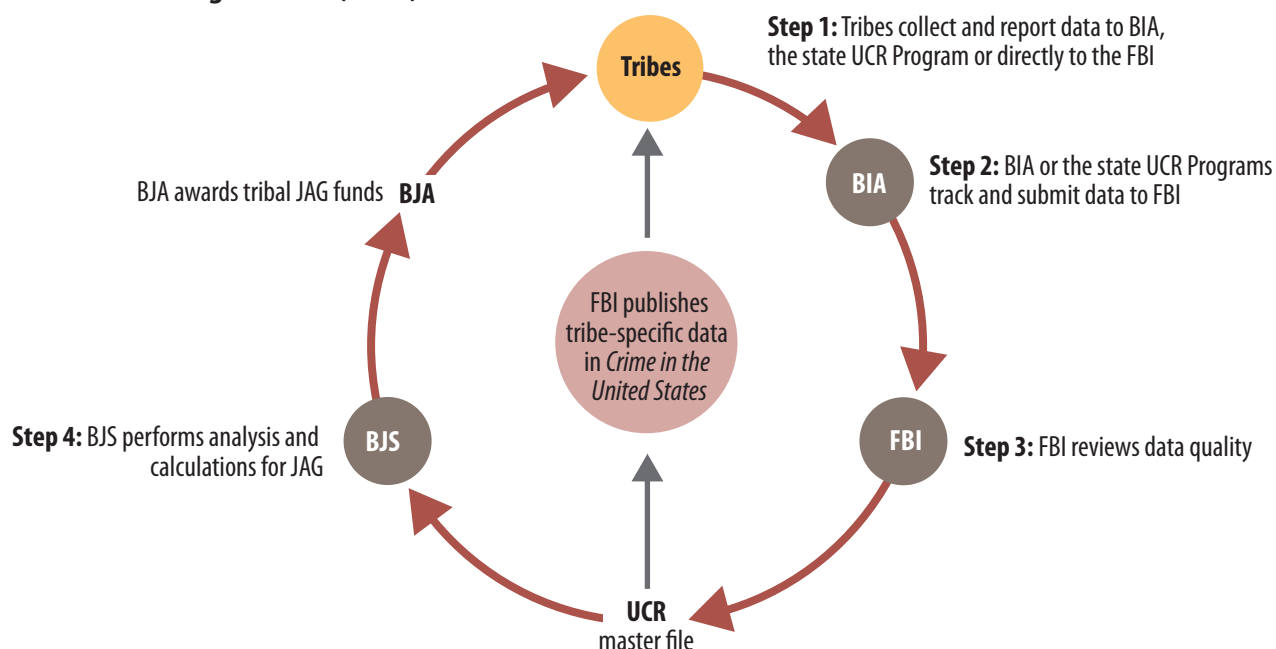 Tribes
Step 1: Tribes collect and report data to BIA,
the state UCR Program or directly to the FBI
BIA
Step 2: BIA or the state UCR Programs
track and submit data to FBI
BJA awards tribal JAG funds BJA
FBI publishes
tribe-specific data
in Crime in the
United States
Step 4: BJS performs analysis and
calculations for JAG
BJS
FBI
Step 3: FBI reviews data quality
UCR
master file